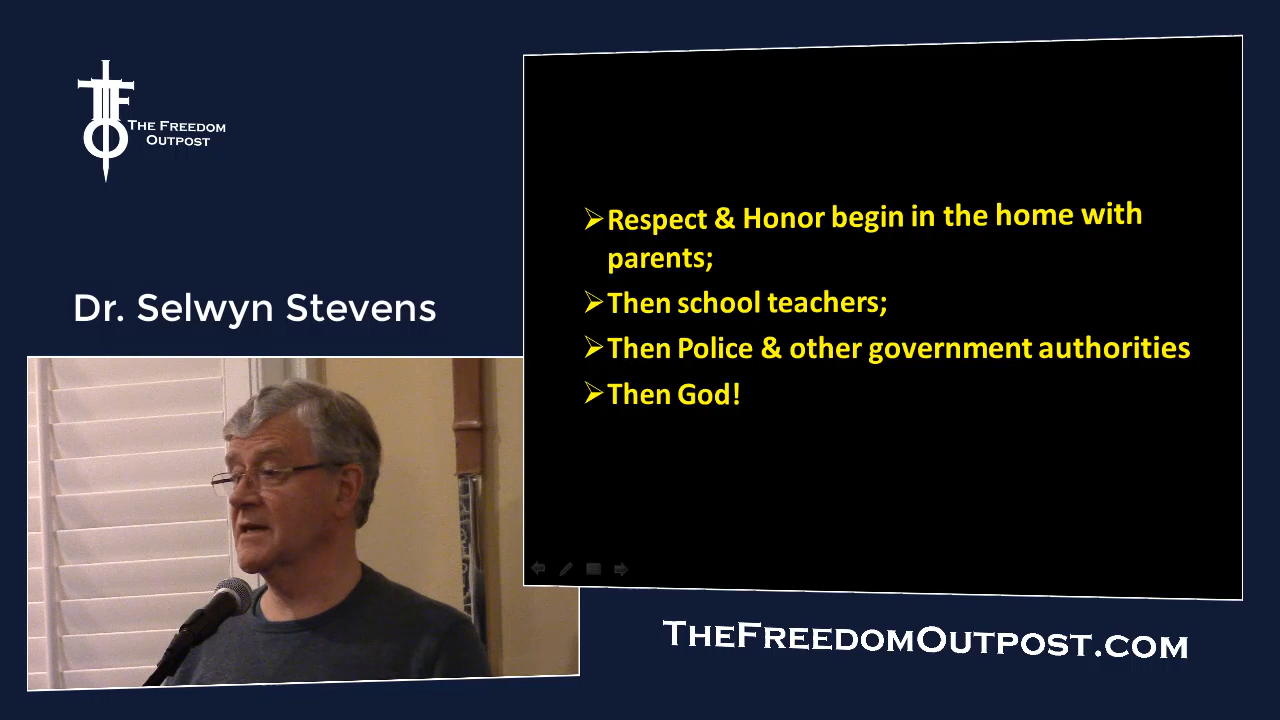 TF
O
The Freedom
Outpost
Dr. Selwyn Stevens
➢Respect & Honor begin in the home with
parents;
➢Then school teachers;
➢Then Police & other government authorities
➢Then God!
TheFreedomOutpost.com